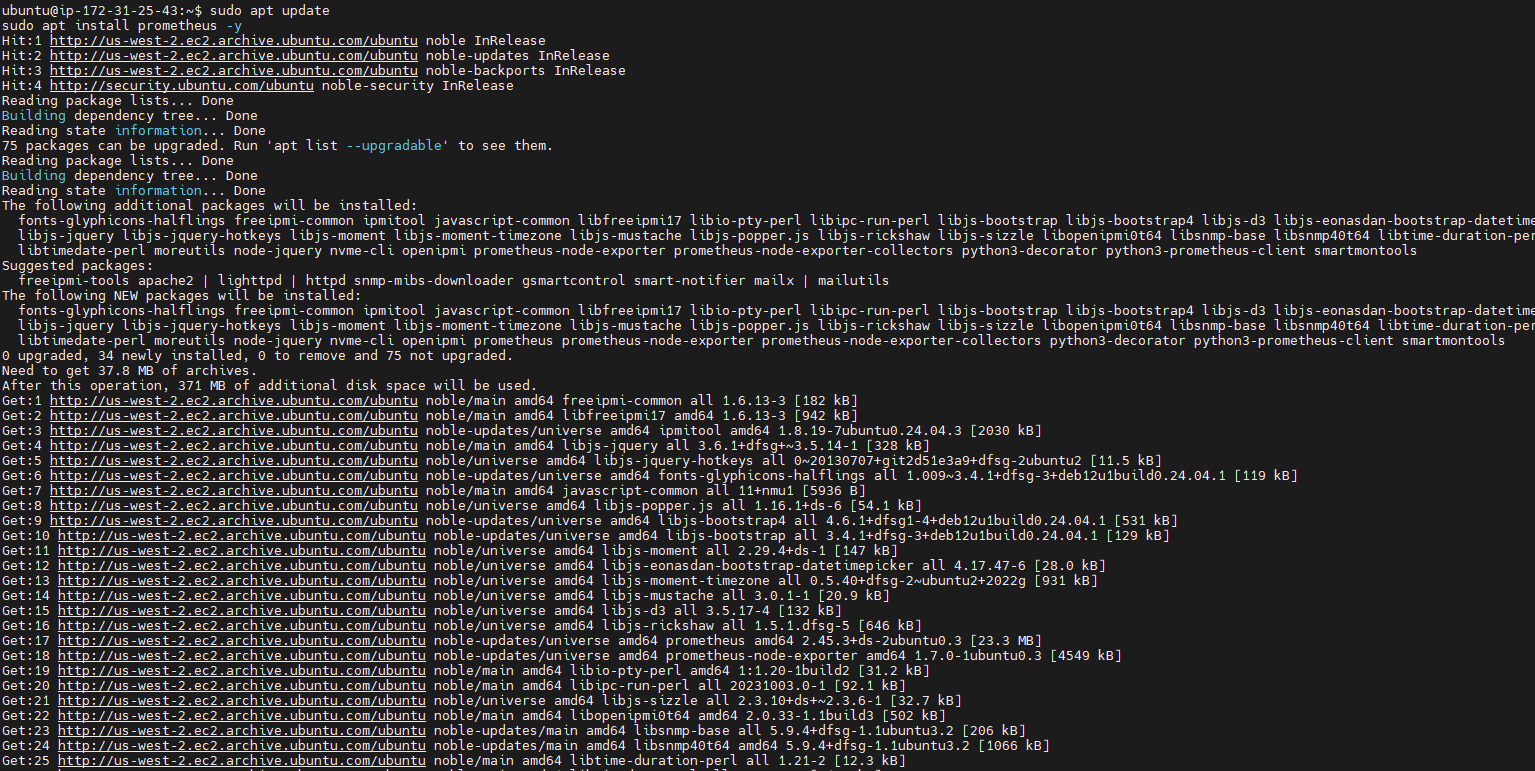 ubuntu@ip-172-31-25-43:~$ sudo apt update
sudo apt install prometheus -y
Hit:1 http://us-west-2.ec2.archive.ubuntu.com/ubuntu noble InRelease
Hit:2 http://us-west-2.ec2.archive.ubuntu.com/ubuntu noble-updates InRelease
Hit:3 http://us-west-2.ec2.archive.ubuntu.com/ubuntu noble-backports InRelease
Hit:4 http://security.ubuntu.com/ubuntu noble-security InRelease
Reading package lists... Done
Building dependency tree... Done
Reading state information... Done
75 packages can be upgraded. Run 'apt list --upgradable' to see them.
Reading package lists... Done
Building dependency tree... Done
Reading state information... Done
The following additional packages will be installed:
  fonts-glyphicons-halflings freeipmi-common ipmitool javascript-common libfreeipmi17 libio-pty-perl libipc-run-perl libjs-bootstrap libjs-bootstrap4 libjs-d3 libjs-eonasdan-bootstrap-datetime
  libjs-jquery libjs-jquery-hotkeys libjs-moment libjs-moment-timezone libjs-mustache libjs-popper.js libjs-rickshaw libjs-sizzle libopenipmi0t64 libsnmp-base libsnmp40t64 libtime-duration-per
  libtimedate-perl moreutils node-jquery nvme-cli openipmi prometheus-node-exporter prometheus-node-exporter-collectors python3-decorator python3-prometheus-client smartmontools
Suggested packages:
  freeipmi-tools apache2 | lighttpd | httpd snmp-mibs-downloader gsmartcontrol smart-notifier mailx | mailutils
The following NEW packages will be installed:
  fonts-glyphicons-halflings freeipmi-common ipmitool javascript-common libfreeipmi17 libio-pty-perl libipc-run-perl libjs-bootstrap libjs-bootstrap4 libjs-d3 libjs-eonasdan-bootstrap-datetime
  libjs-jquery libjs-jquery-hotkeys libjs-moment libjs-moment-timezone libjs-mustache libjs-popper.js libjs-rickshaw libjs-sizzle libopenipmi0t64 libsnmp-base libsnmp40t64 libtime-duration-per
  libtimedate-perl moreutils node-jquery nvme-cli openipmi prometheus prometheus-node-exporter prometheus-node-exporter-collectors python3-decorator python3-prometheus-client smartmontools
0 upgraded, 34 newly installed, 0 to remove and 75 not upgraded.
Need to get 37.8 MB of archives.
After this operation, 371 MB of additional disk space will be used.
Get:1 http://us-west-2.ec2.archive.ubuntu.com/ubuntu noble/main amd64 freeipmi-common all 1.6.13-3 [182 kB]
Get:2 http://us-west-2.ec2.archive.ubuntu.com/ubuntu noble/main amd64 libfreeipmi17 amd64 1.6.13-3 [942 kB]
Get:3 http://us-west-2.ec2.archive.ubuntu.com/ubuntu noble-updates/universe amd64 ipmitool amd64 1.8.19-7ubuntu0.24.04.3 [2030 kB]
Get:4 http://us-west-2.ec2.archive.ubuntu.com/ubuntu noble/main amd64 libjs-jquery all 3.6.1+dfsg+~3.5.14-1 [328 kB]
Get:5 http://us-west-2.ec2.archive.ubuntu.com/ubuntu noble/universe amd64 libjs-jquery-hotkeys all 0~20130707+git2d51e3a9+dfsg-2ubuntu2 [11.5 kB]
Get:6 http://us-west-2.ec2.archive.ubuntu.com/ubuntu noble-updates/universe amd64 fonts-glyphicons-halflings all 1.009~3.4.1+dfsg-3+deb12u1build0.24.04.1 [119 kB]
Get:7 http://us-west-2.ec2.archive.ubuntu.com/ubuntu noble/main amd64 javascript-common all 11+nmu1 [5936 B]
Get:8 http://us-west-2.ec2.archive.ubuntu.com/ubuntu noble/universe amd64 libjs-popper.js all 1.16.1+ds-6 [54.1 kB]
Get:9 http://us-west-2.ec2.archive.ubuntu.com/ubuntu noble-updates/universe amd64 libjs-bootstrap4 all 4.6.1+dfsg1-4+deb12u1build0.24.04.1 [531 kB]
Get:10 http://us-west-2.ec2.archive.ubuntu.com/ubuntu noble-updates/universe amd64 libjs-bootstrap all 3.4.1+dfsg-3+deb12u1build0.24.04.1 [129 kB]
Get:11 http://us-west-2.ec2.archive.ubuntu.com/ubuntu noble/universe amd64 libjs-moment all 2.29.4+ds-1 [147 kB]
Get:12 http://us-west-2.ec2.archive.ubuntu.com/ubuntu noble/universe amd64 libjs-eonasdan-bootstrap-datetimepicker all 4.17.47-6 [28.0 kB]
Get:13 http://us-west-2.ec2.archive.ubuntu.com/ubuntu noble/universe amd64 libjs-moment-timezone all 0.5.40+dfsg-2~ubuntu2+2022g [931 kB]
Get:14 http://us-west-2.ec2.archive.ubuntu.com/ubuntu noble/universe amd64 libjs-mustache all 3.0.1-1 [20.9 kB]
Get:15 http://us-west-2.ec2.archive.ubuntu.com/ubuntu noble/universe amd64 libjs-d3 all 3.5.17-4 [132 kB]
Get:16 http://us-west-2.ec2.archive.ubuntu.com/ubuntu noble/universe amd64 libjs-rickshaw all 1.5.1.dfsg-5 [646 kB]
Get:17 http://us-west-2.ec2.archive.ubuntu.com/ubuntu noble-updates/universe amd64 prometheus amd64 2.45.3+ds-2ubuntu0.3 [23.3 MB]
Get:18 http://us-west-2.ec2.archive.ubuntu.com/ubuntu noble-updates/universe amd64 prometheus-node-exporter amd64 1.7.0-1ubuntu0.3 [4549 kB]
Get:19 http://us-west-2.ec2.archive.ubuntu.com/ubuntu noble/main amd64 libio-pty-perl amd64 1:1.20-1build2 [31.2 kB]
Get:20 http://us-west-2.ec2.archive.ubuntu.com/ubuntu noble/main amd64 libipc-run-perl all 20231003.0-1 [92.1 kB]
Get:21 http://us-west-2.ec2.archive.ubuntu.com/ubuntu noble/universe amd64 libjs-sizzle all 2.3.10+ds+~2.3.6-1 [32.7 kB]
Get:22 http://us-west-2.ec2.archive.ubuntu.com/ubuntu noble/main amd64 libopenipmi0t64 amd64 2.0.33-1.1build3 [502 kB]
Get:23 http://us-west-2.ec2.archive.ubuntu.com/ubuntu noble-updates/main amd64 libsnmp-base all 5.9.4+dfsg-1.1ubuntu3.2 [206 kB]
Get:24 http://us-west-2.ec2.archive.ubuntu.com/ubuntu noble-updates/main amd64 libsnmp40t64 amd64 5.9.4+dfsg-1.1ubuntu3.2 [1066 kB]
Get:25 http://us-west-2.ec2.archive.ubuntu.com/ubuntu noble/main amd64 libtime-duration-perl all 1.21-2 [12.3 kB]